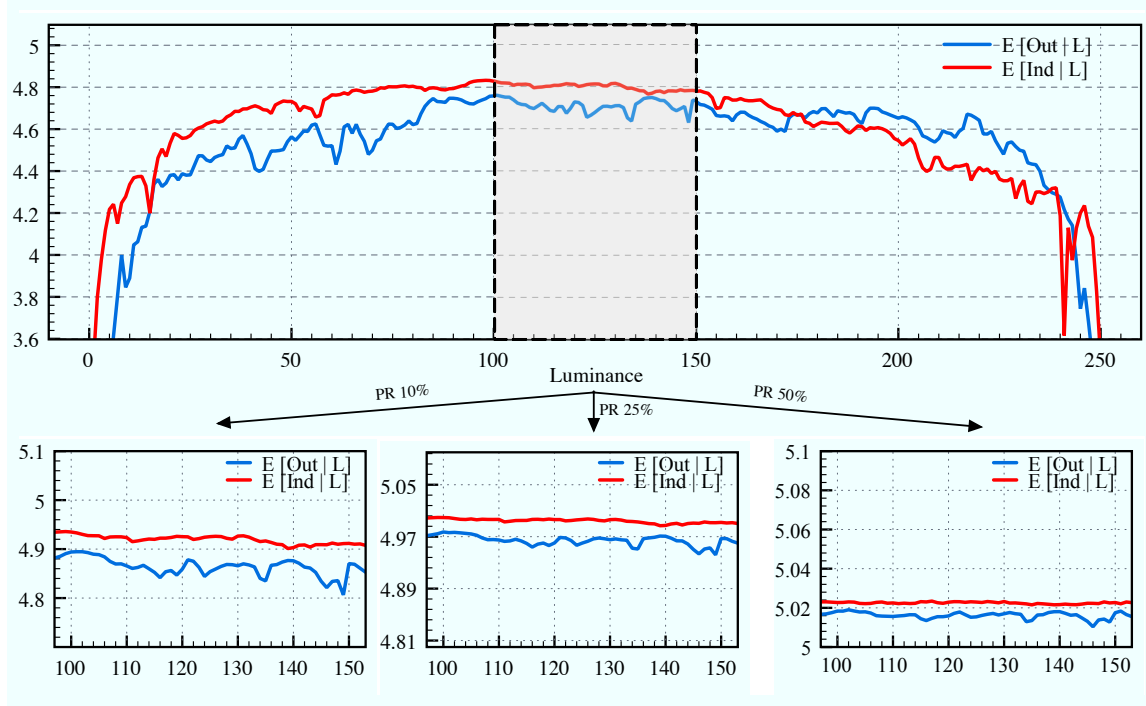 5
4.8
4.6
4.4
4.2
4
3.8
3.6
E [Out | L]
E [Ind | L]
0 50 100 150 200 250
Luminance
PR 10%
PR 25%
PR 50%
5.1
5
4.9
4.8
E [Out | L]
E [Ind | L]
100 110 120 130 140 150
5.05
4.97
4.89
4.81
E [Out | L]
E [Ind | L]
100 110 120 130 140 150
5.1
5.08
5.06
5.04
5.02
5
E [Out | L]
E [Ind | L]
100 110 120 130 140 150